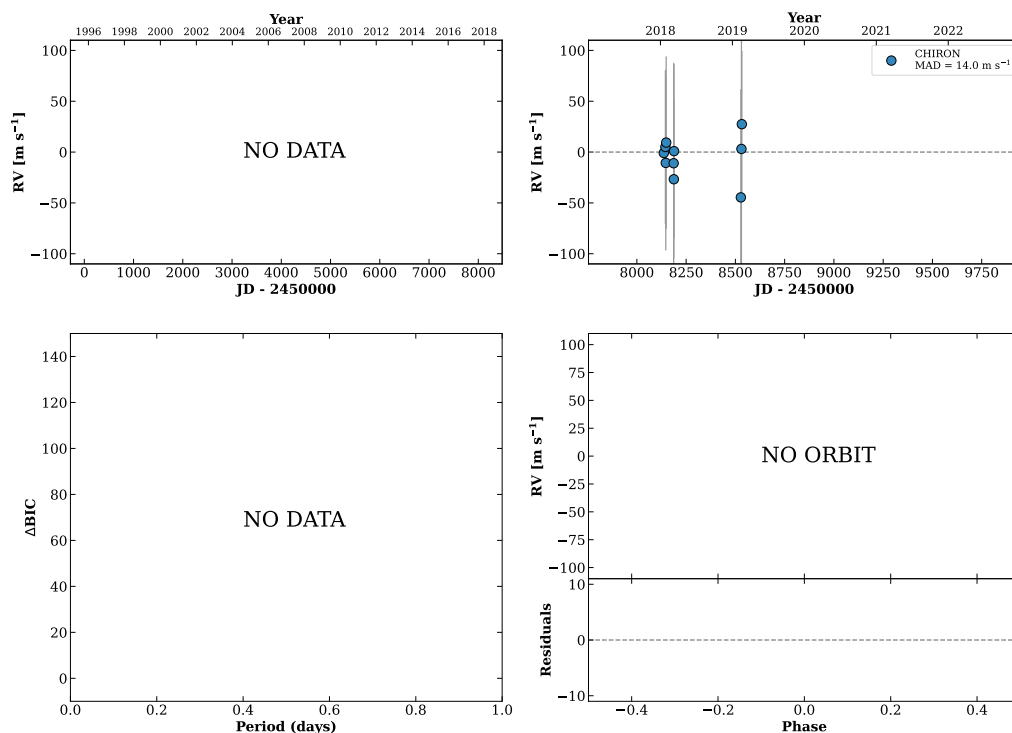 Year
1996 1998 2000 2002 2004 2006 2008 2010 2012 2014 2016 2018
100
50
0
−50
−100
RV [m s⁻¹]
NO DATA
0 1000 2000 3000 4000 5000 6000 7000 8000
JD - 2450000
Year
2018 2019 2020 2021 2022
100
50
0
−50
−100
RV [m s⁻¹]
CHIRON
MAD = 14.0 m s⁻¹
8000 8250 8500 8750 9000 9250 9500 9750
JD - 2450000
140
120
100
80
60
40
20
0
ΔBIC
NO DATA
0.0 0.2 0.4 0.6 0.8 1.0
Period (days)
100
75
50
25
0
−25
−50
−75
−100
RV [m s⁻¹]
NO ORBIT
10
0
−10
Residuals
−0.4 −0.2 0.0 0.2 0.4
Phase